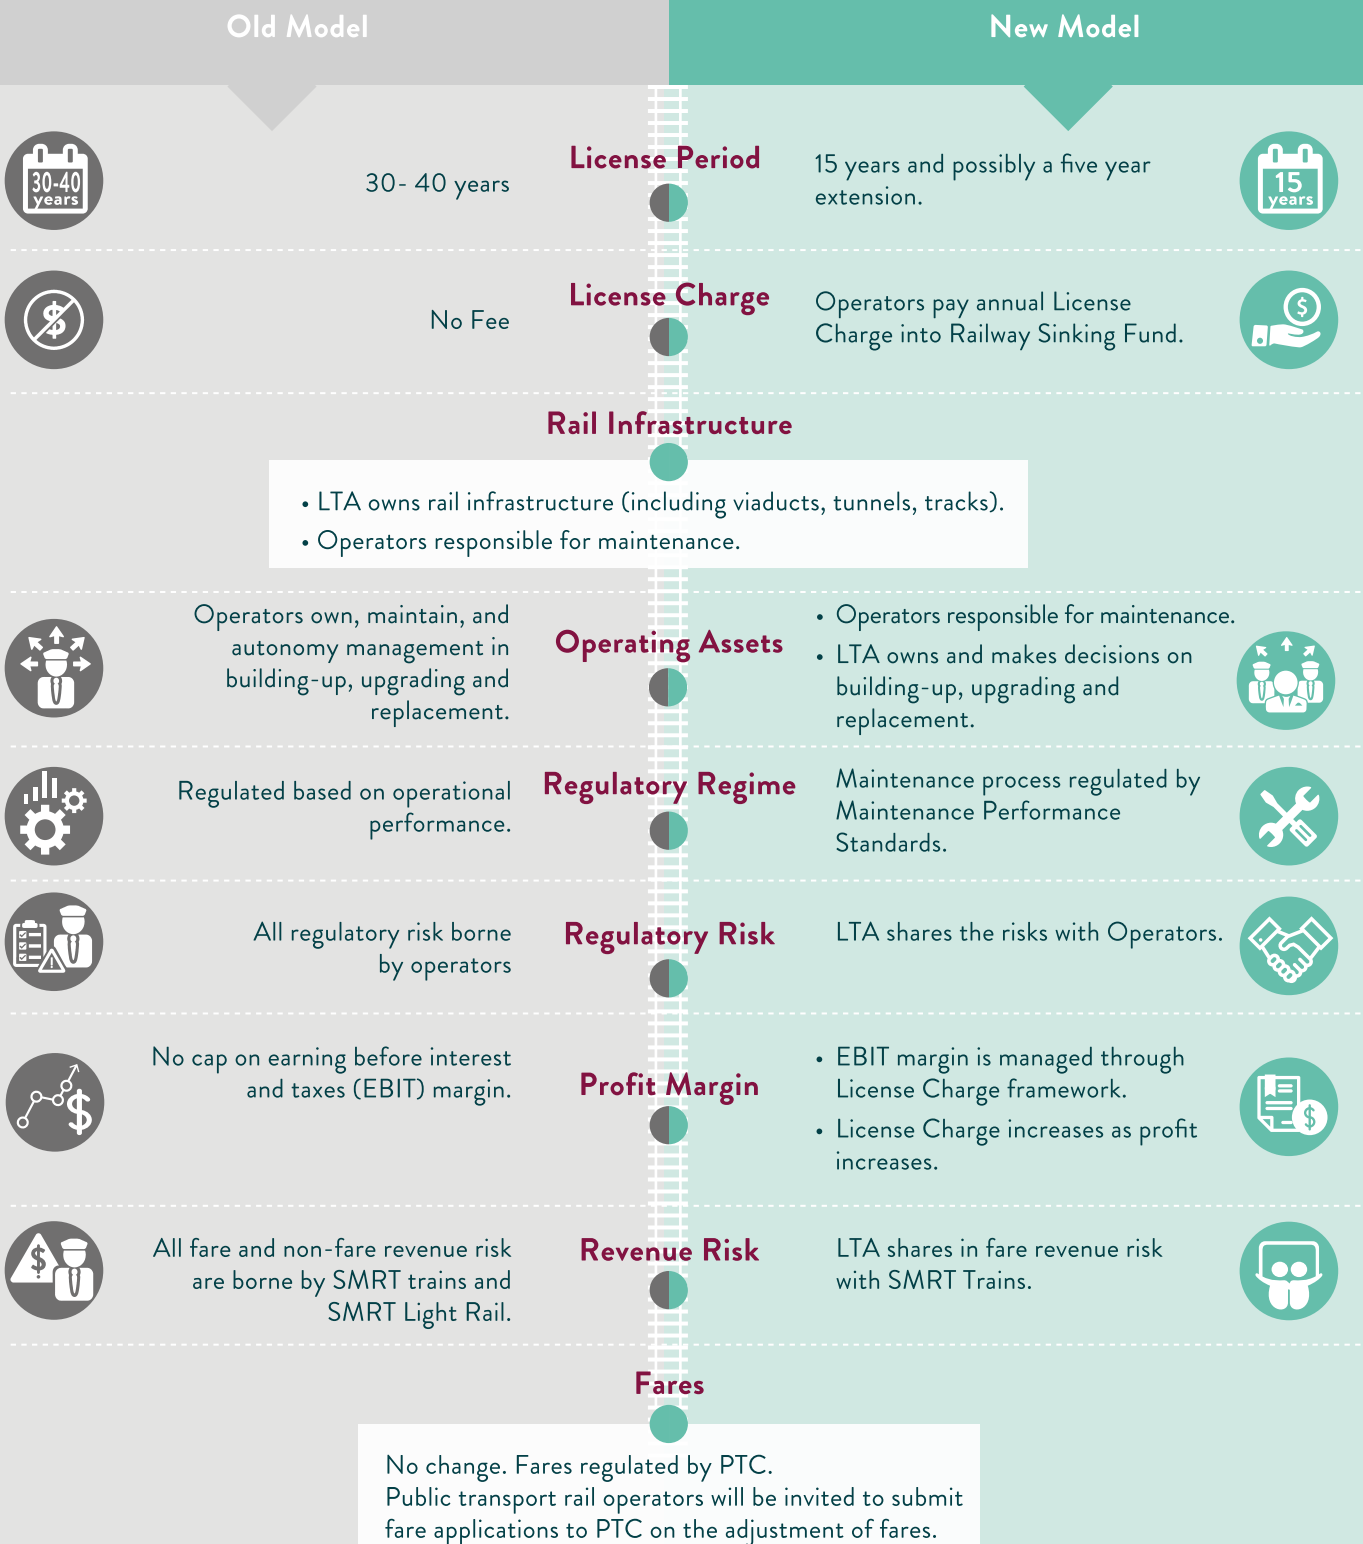 Old Model
New Model
License Period
30-40
years
30- 40 years
15 years and possibly a five year
extension.
15
years
License Charge
$
No Fee
Operators pay annual License
Charge into Railway Sinking Fund.
$
Rail Infrastructure
• LTA owns rail infrastructure (including viaducts, tunnels, tracks).
• Operators responsible for maintenance.
Operating Assets
Operators own, maintain, and
autonomy management in
building-up, upgrading and
replacement.
• Operators responsible for maintenance.
• LTA owns and makes decisions on
building-up, upgrading and
replacement.
Regulatory Regime
Regulated based on operational
performance.
Maintenance process regulated by
Maintenance Performance
Standards.
Regulatory Risk
!
All regulatory risk borne
by operators
LTA shares the risks with Operators.
Profit Margin
$
No cap on earning before interest
and taxes (EBIT) margin.
• EBIT margin is managed through
License Charge framework.
• License Charge increases as profit
increases.
$
Revenue Risk
$
All fare and non-fare revenue risk
are borne by SMRT trains and
SMRT Light Rail.
LTA shares in fare revenue risk
with SMRT Trains.
Fares
No change. Fares regulated by PTC.
Public transport rail operators will be invited to submit
fare applications to PTC on the adjustment of fares.